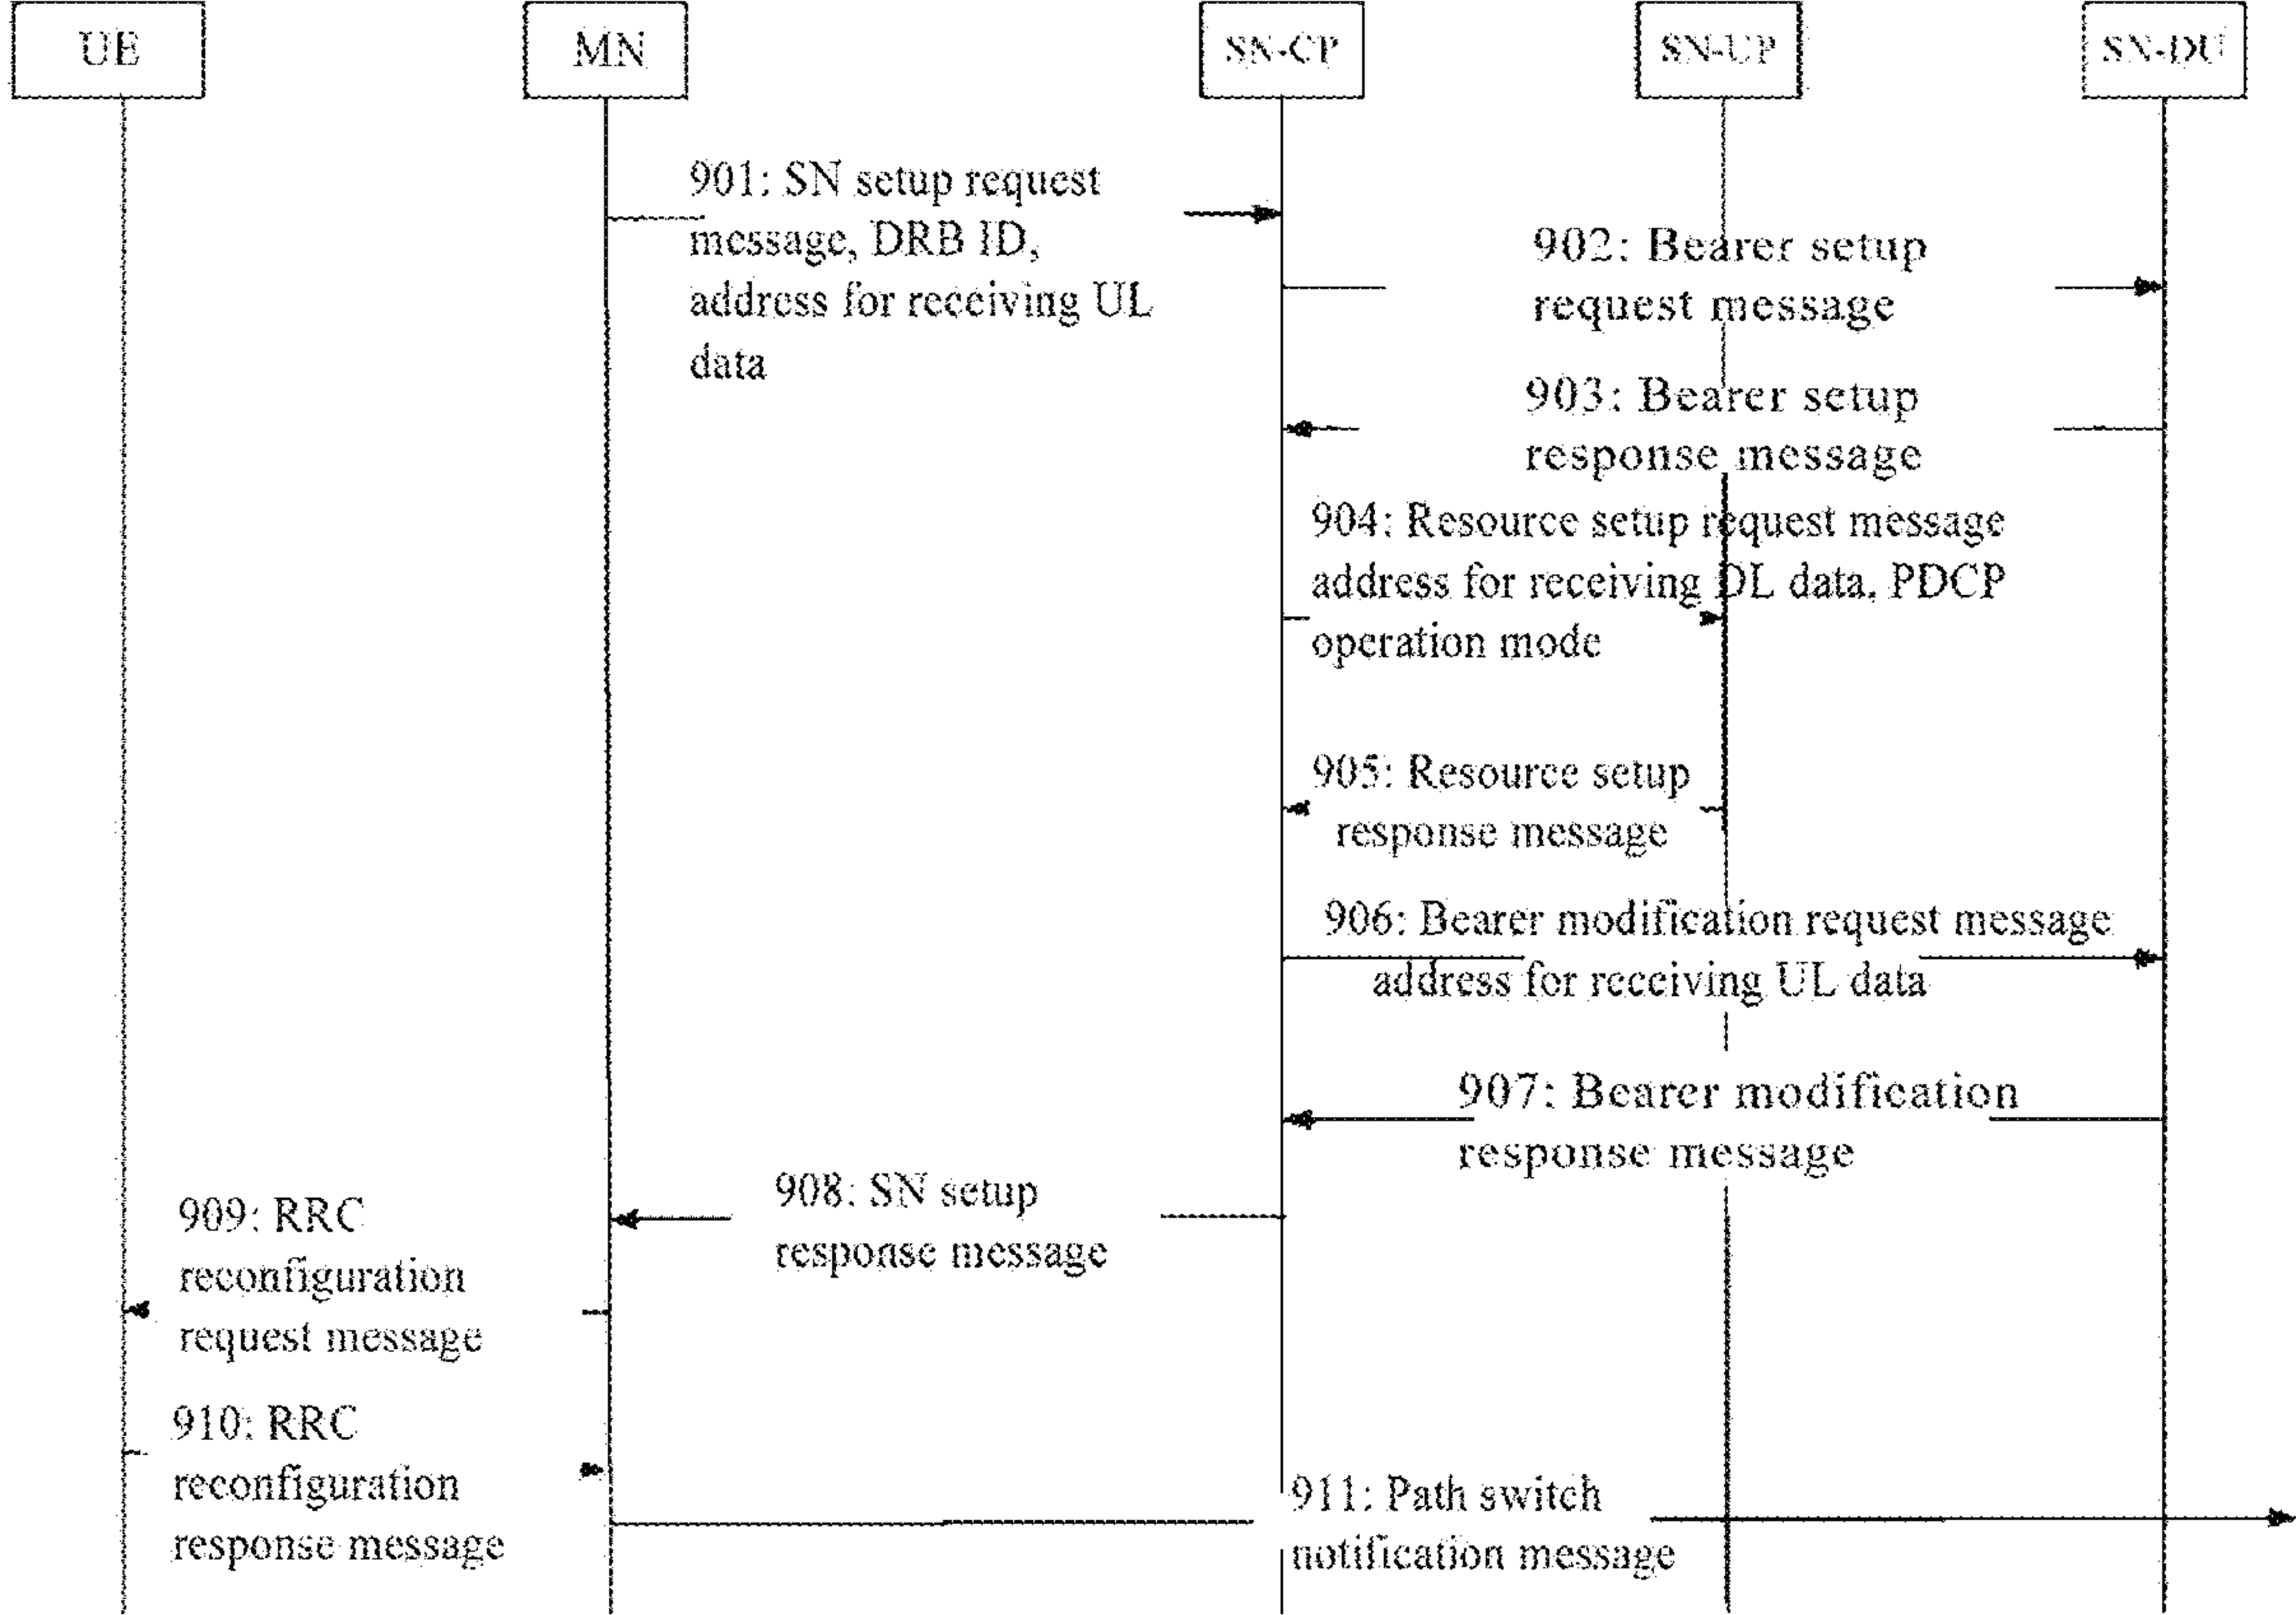 UE
MN
SN-CP
SN-UP
SN-DU
901: SN setup request
message, DRB ID,
address for receiving UL
data
902: Bearer setup
request message
903: Bearer setup
response message
904: Resource setup request message
address for receiving DL data, PDCP
operation mode
905: Resource setup
response message
906: Bearer modification request message
address for receiving UL data
907: Bearer modification
response message
908: SN setup
response message
909: RRC
reconfiguration
request message
910: RRC
reconfiguration
response message
911: Path switch
notification message